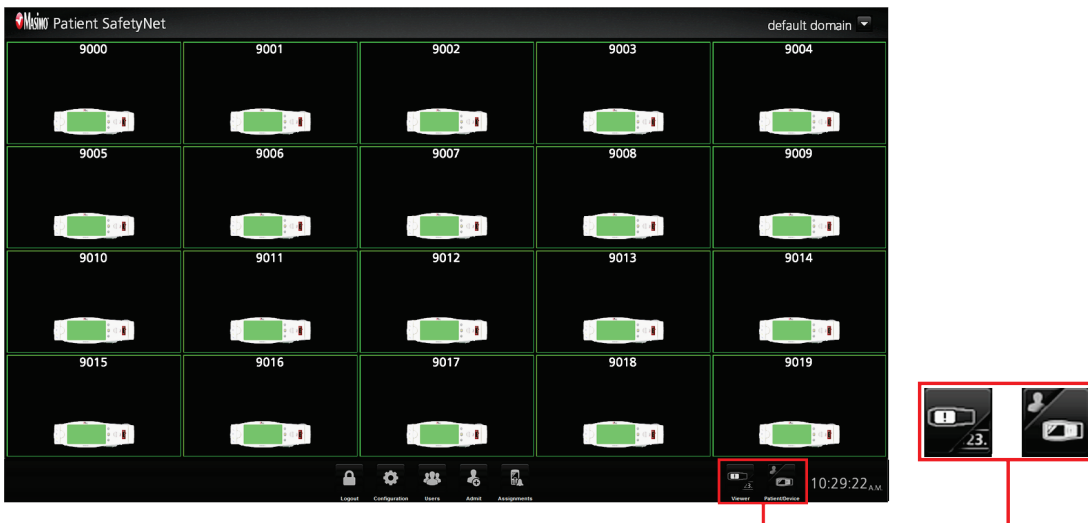 Masimo Patient SafetyNet
default domain
9000 9001 9002 9003 9004
9005 9006 9007 9008 9009
9010 9011 9012 9013 9014
9015 9016 9017 9018 9019
Logout Configuration Users Admit Assignments Viewer Patient/Device
23.
10:29:22 A.M.
! 23.